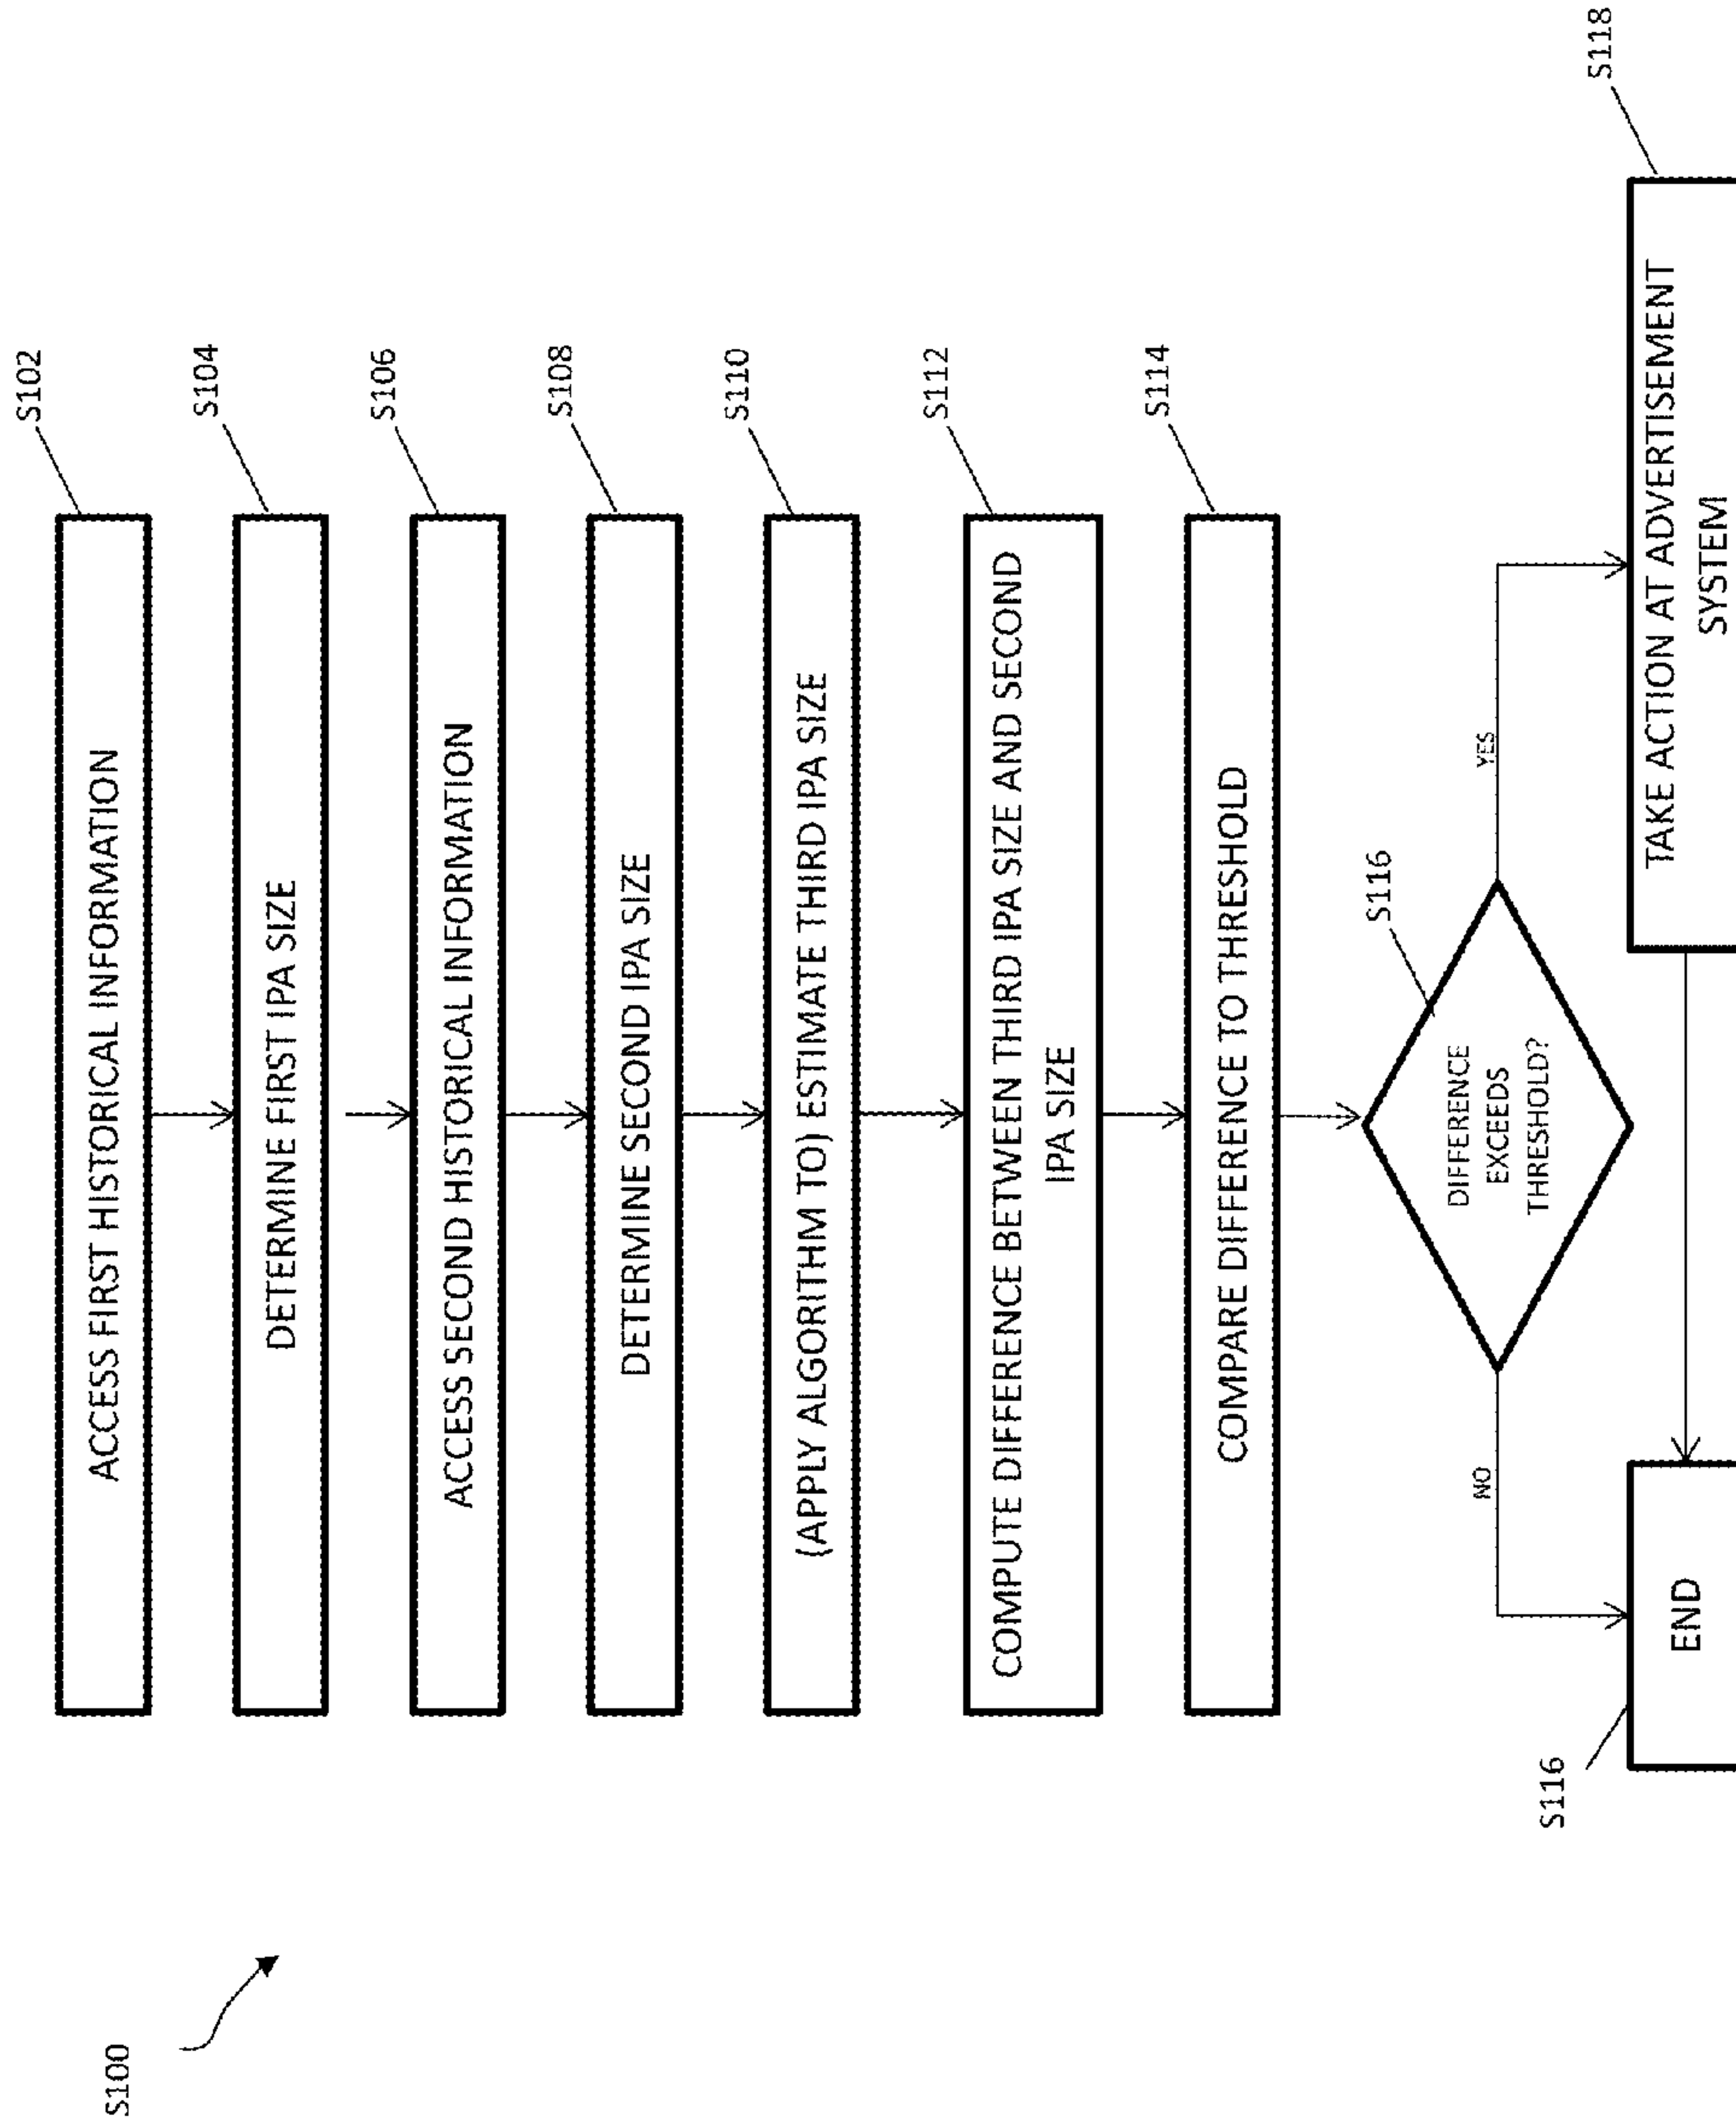 S100
ACCESS FIRST HISTORICAL INFORMATION
S102
DETERMINE FIRST IPA SIZE
S104
ACCESS SECOND HISTORICAL INFORMATION
S106
DETERMINE SECOND IPA SIZE
S108
(APPLY ALGORITHM TO) ESTIMATE THIRD IPA SIZE
S110
COMPUTE DIFFERENCE BETWEEN THIRD IPA SIZE AND SECOND
IPA SIZE
S112
COMPARE DIFFERENCE TO THRESHOLD
S114
DIFFERENCE
EXCEEDS
THRESHOLD?
S116
NO
YES
S116
END
TAKE ACTION AT ADVERTISEMENT
SYSTEM
S118